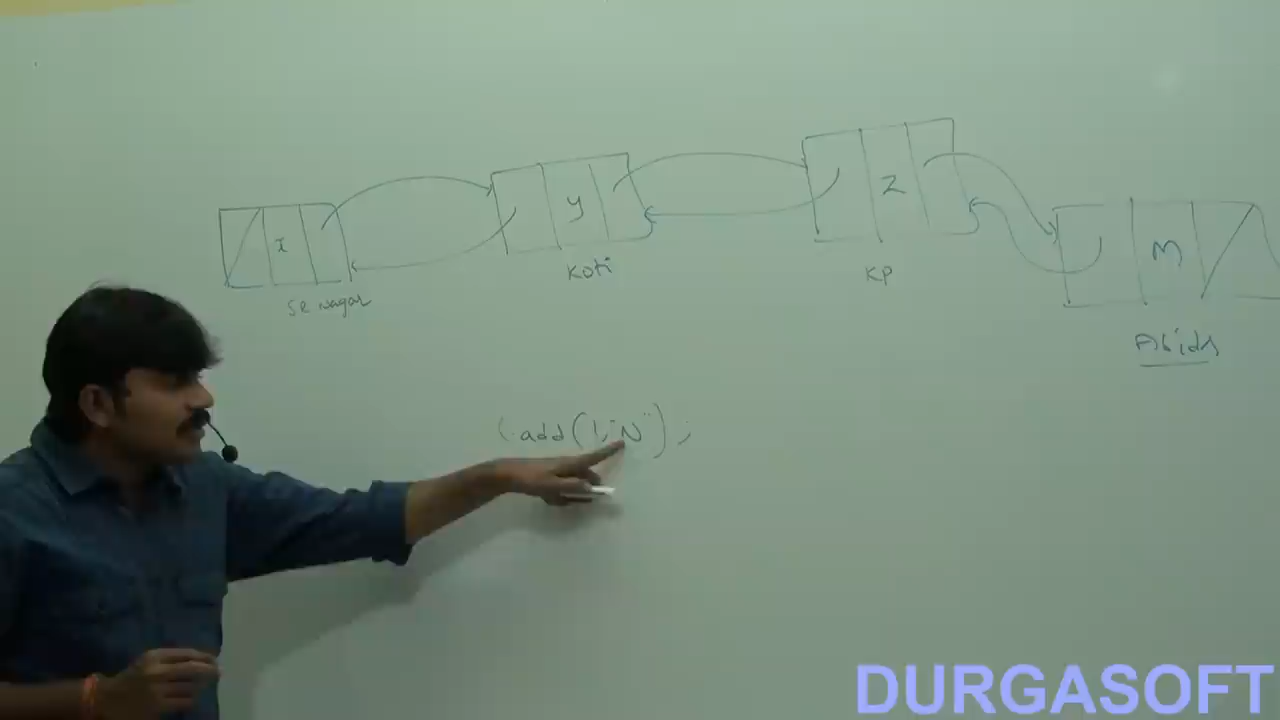 x
y
z
M
SR nagar
Koti
KP
Abids
l.add(1,"N");
DURGASOFT